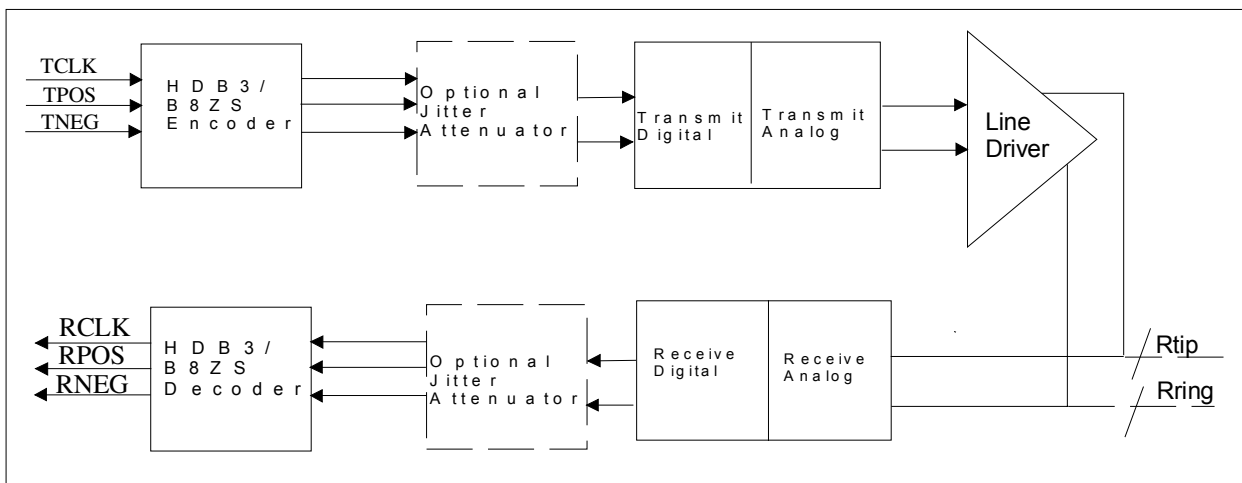 TCLK
TPOS
TNEG
HDB3/
B8ZS
Encoder
Optional
Jitter
Attenuator
Transmit
Digital
Transmit
Analog
Line
Driver
RCLK
RPOS
RNEG
HDB3/
B8ZS
Decoder
Optional
Jitter
Attenuator
Receive
Digital
Receive
Analog
Rtip
Rring